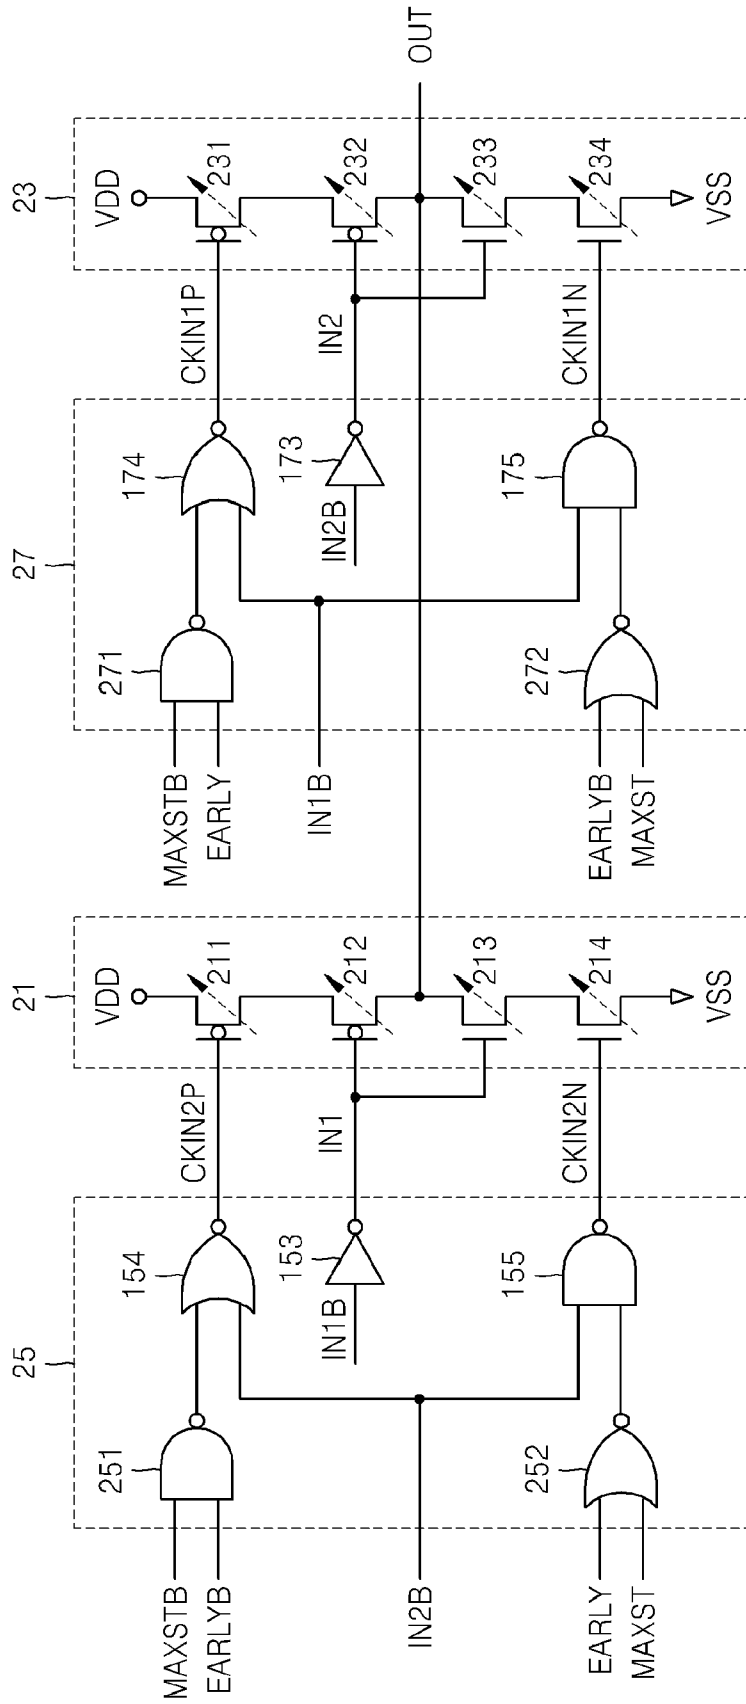 25
MAXSTB
EARLYB
251
154
CKIN2P
21
VDD
211
IN1B
153
IN1
212
IN2B
213
EARLY
MAXST
252
155
CKIN2N
214
VSS
27
MAXSTB
EARLY
271
174
CKIN1P
23
VDD
231
IN2B
173
IN2
232
IN1B
OUT
233
EARLYB
MAXST
272
175
CKIN1N
234
VSS